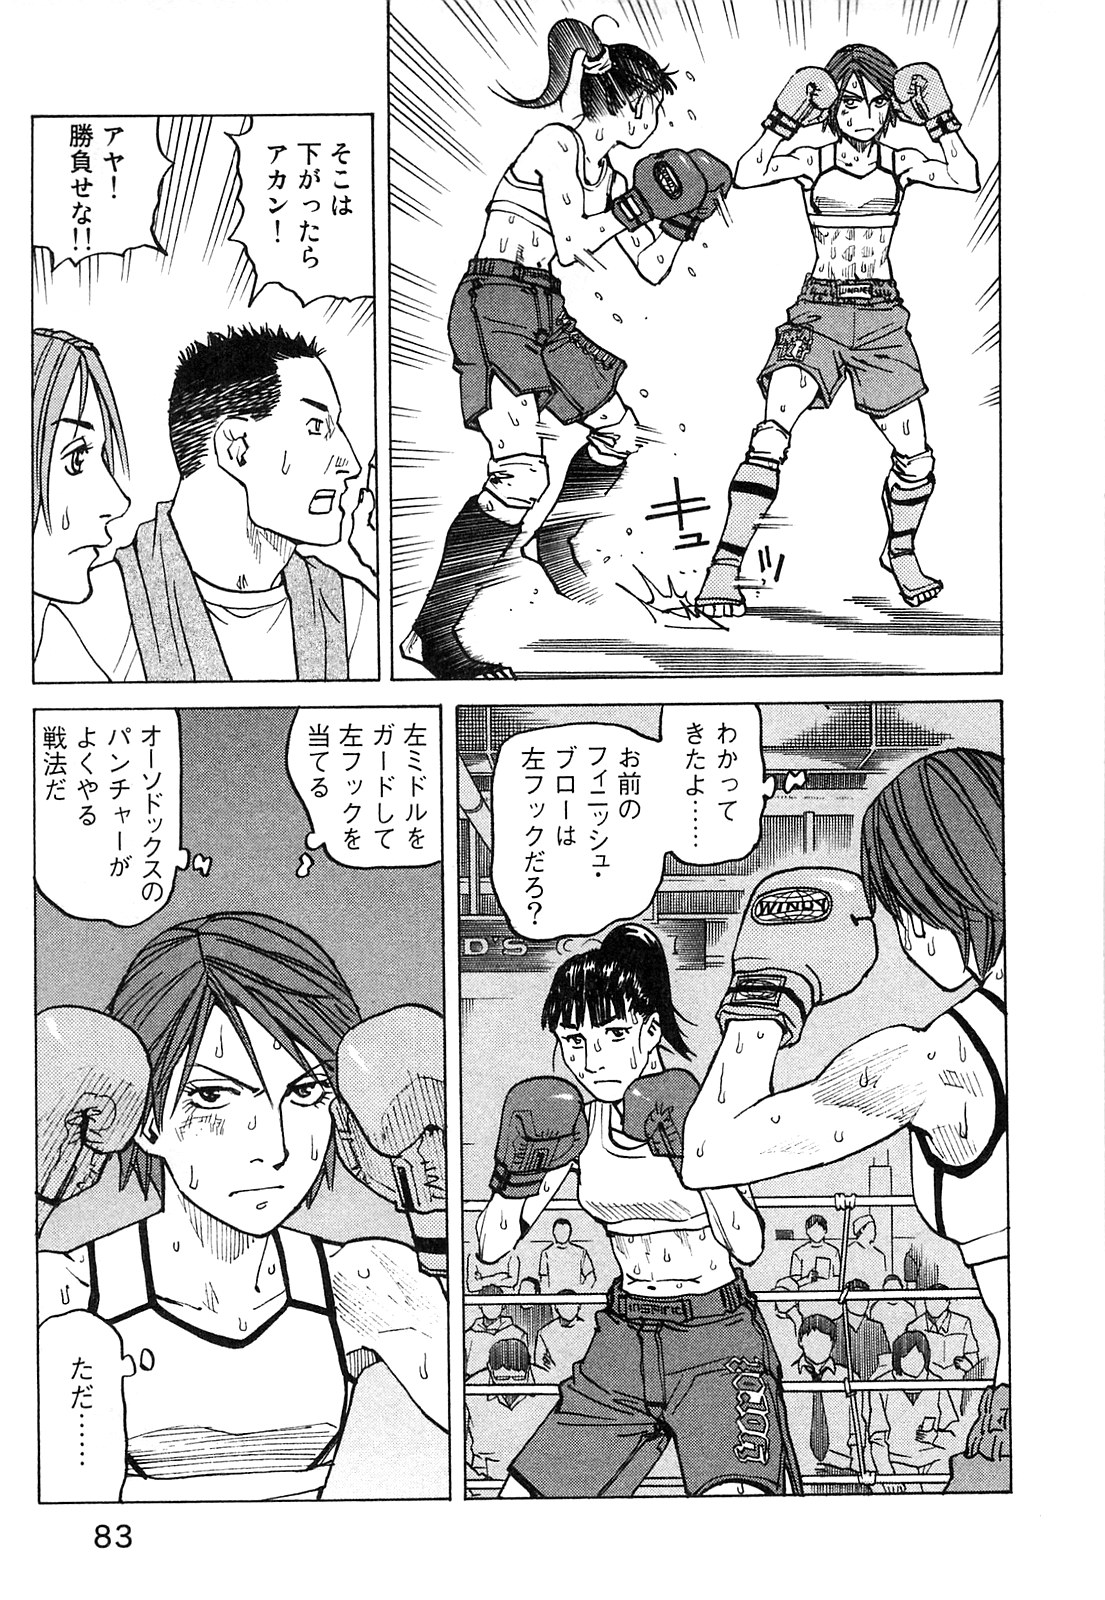 キュッ
WINDY
そこは
下がったら
アカン！
アヤ！
勝負せな!!
わかって
きたよ……
お前の
フィニッシュ・
ブローは
左フックだろ？
WINDY
D'S CO
左ミドルを
ガードして
左フックを
当てる
オーソドックスの
パンチャーが
よくやる
戦法だ
ただ……
83